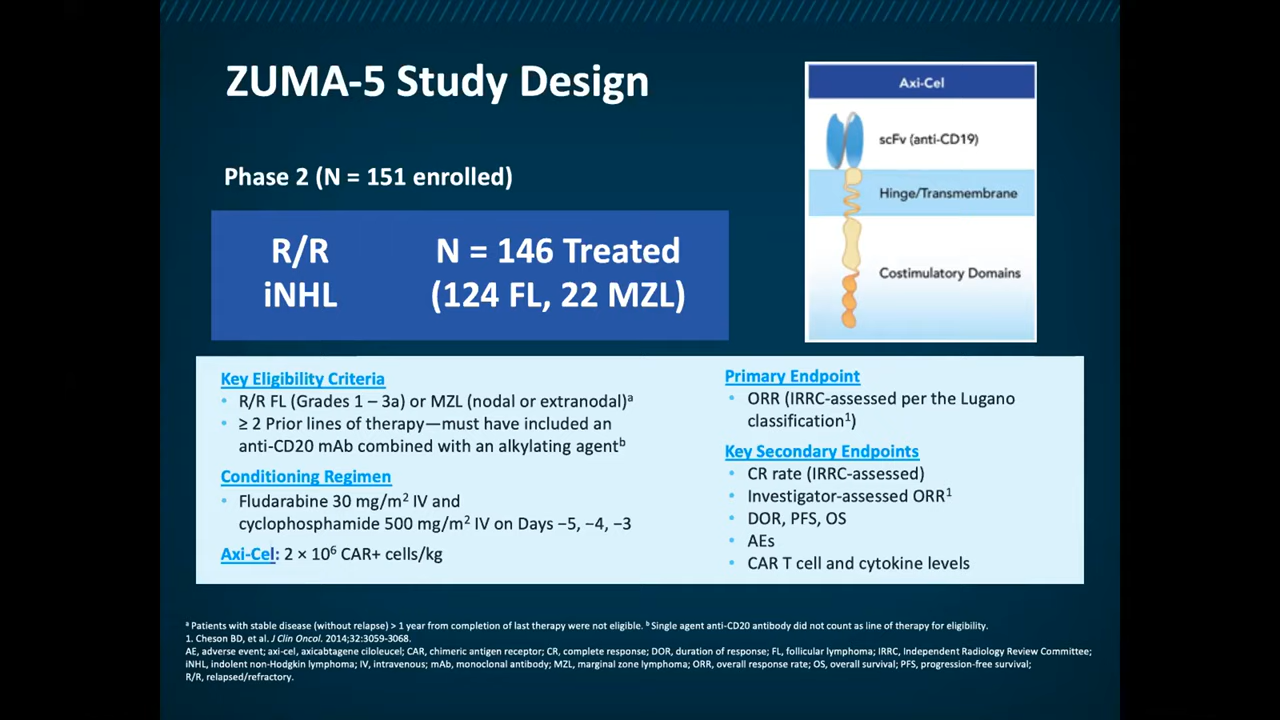 ZUMA-5 Study Design
Phase 2 (N = 151 enrolled)
R/R
iNHL
N = 146 Treated
(124 FL, 22 MZL)
Axi-Cel
scFv (anti-CD19)
Hinge/Transmembrane
Costimulatory Domains
Key Eligibility Criteria
• R/R FL (Grades 1 – 3a) or MZL (nodal or extranodal)ᵃ
• ≥ 2 Prior lines of therapy—must have included an
anti-CD20 mAb combined with an alkylating agentᵇ
Conditioning Regimen
• Fludarabine 30 mg/m² IV and
cyclophosphamide 500 mg/m² IV on Days −5, −4, −3
Axi-Cel: 2 × 10⁶ CAR+ cells/kg
Primary Endpoint
• ORR (IRRC-assessed per the Lugano
classification¹)
Key Secondary Endpoints
• CR rate (IRRC-assessed)
• Investigator-assessed ORR¹
• DOR, PFS, OS
• AEs
• CAR T cell and cytokine levels
ᵃ Patients with stable disease (without relapse) > 1 year from completion of last therapy were not eligible. ᵇ Single agent anti-CD20 antibody did not count as line of therapy for eligibility.
1. Cheson BD, et al. J Clin Oncol. 2014;32:3059-3068.
AE, adverse event; axi-cel, axicabtagene ciloleucel; CAR, chimeric antigen receptor; CR, complete response; DOR, duration of response; FL, follicular lymphoma; IRRC, Independent Radiology Review Committee;
iNHL, indolent non-Hodgkin lymphoma; IV, intravenous; mAb, monoclonal antibody; MZL, marginal zone lymphoma; ORR, overall response rate; OS, overall survival; PFS, progression-free survival;
R/R, relapsed/refractory.